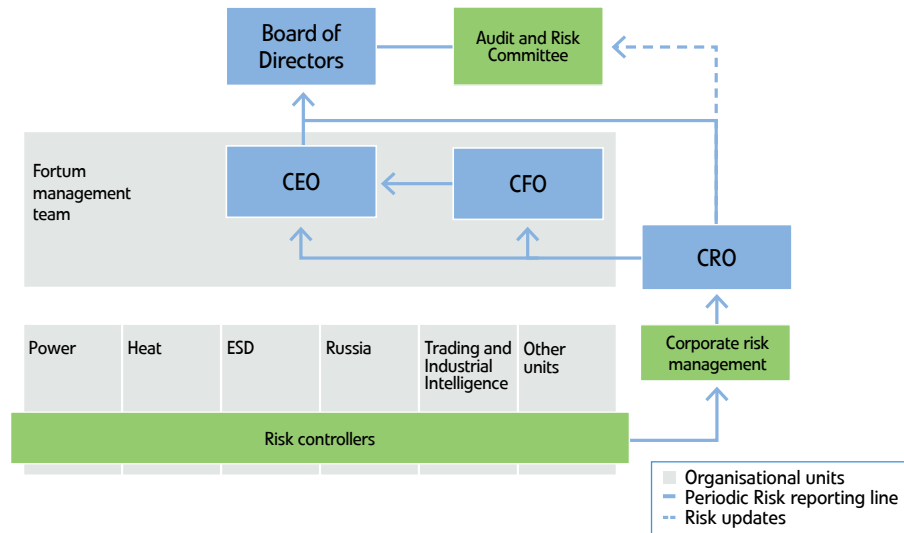 Board of
Directors
Audit and Risk
Committee
Fortum
management
team
CEO
CFO
CRO
Power
Heat
ESD
Russia
Trading and
Industrial
Intelligence
Other
units
Corporate risk
management
Risk controllers
Organisational units
Periodic Risk reporting line
Risk updates